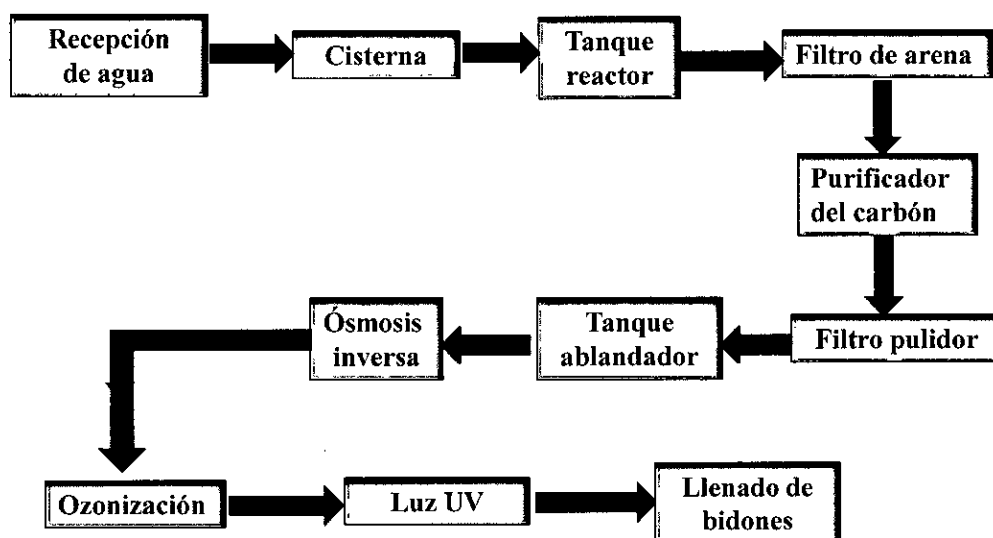 Recepción
de agua
Cisterna
Tanque
reactor
Filtro de arena
Purificador
del carbón
Filtro pulidor
Tanque
ablandador
Ósmosis
inversa
Ozonización
Luz UV
Llenado de
bidones